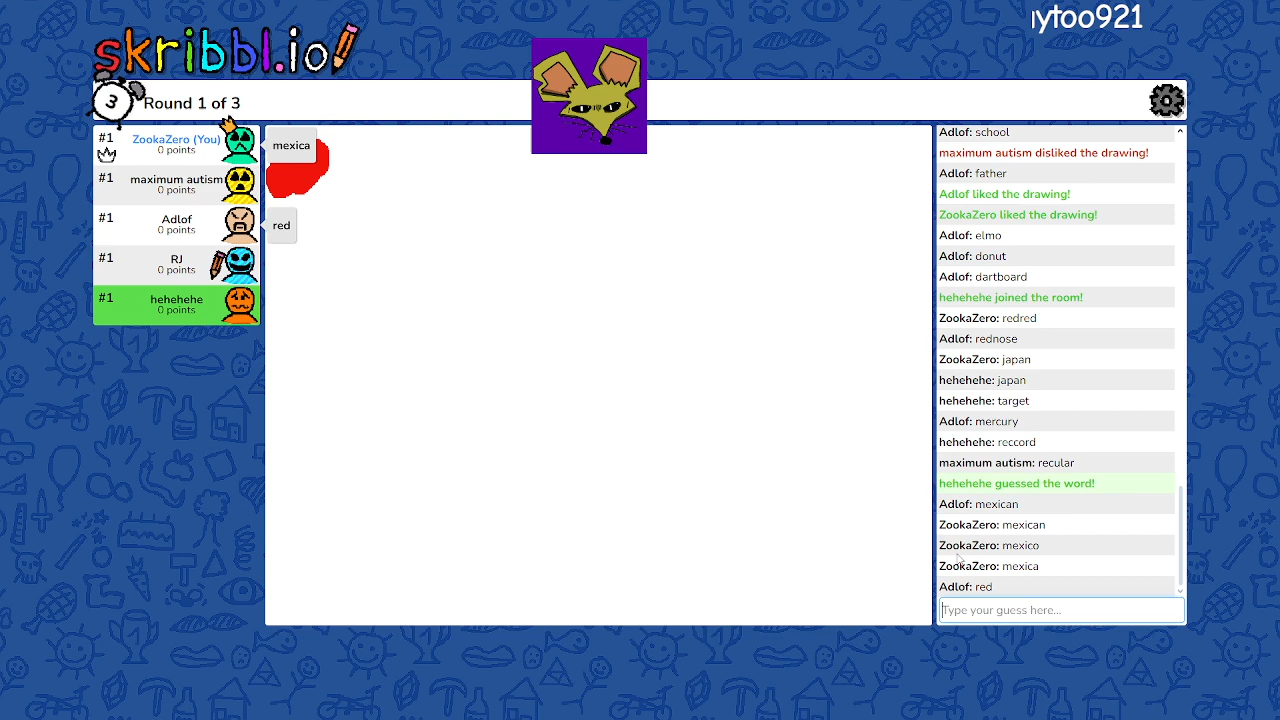 ytoo921
skribbl.io
3
Round 1 of 3
#1
ZookaZero (You)
0 points
#1
maximum autism
0 points
#1
Adlof
0 points
#1
RJ
0 points
#1
hehehehe
0 points
mexica
red
Adlof: school
maximum autism disliked the drawing!
Adlof: father
Adlof liked the drawing!
ZookaZero liked the drawing!
Adlof: elmo
Adlof: donut
Adlof: dartboard
hehehehe joined the room!
ZookaZero: redred
Adlof: rednose
ZookaZero: japan
hehehehe: japan
hehehehe: target
Adlof: mercury
hehehehe: reccord
maximum autism: recular
hehehehe guessed the word!
Adlof: mexican
ZookaZero: mexican
ZookaZero: mexico
ZookaZero: mexica
Adlof: red
Type your guess here...